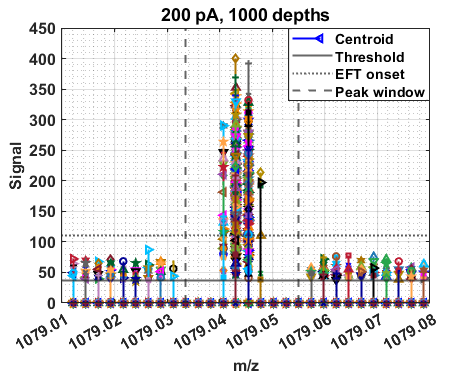 200 pA, 1000 depths
450
400
350
300
250
200
150
100
50
0
Signal
Centroid
Threshold
EFT onset
Peak window
1079.01
1079.02
1079.03
1079.04
1079.05
1079.06
1079.07
1079.08
m/z